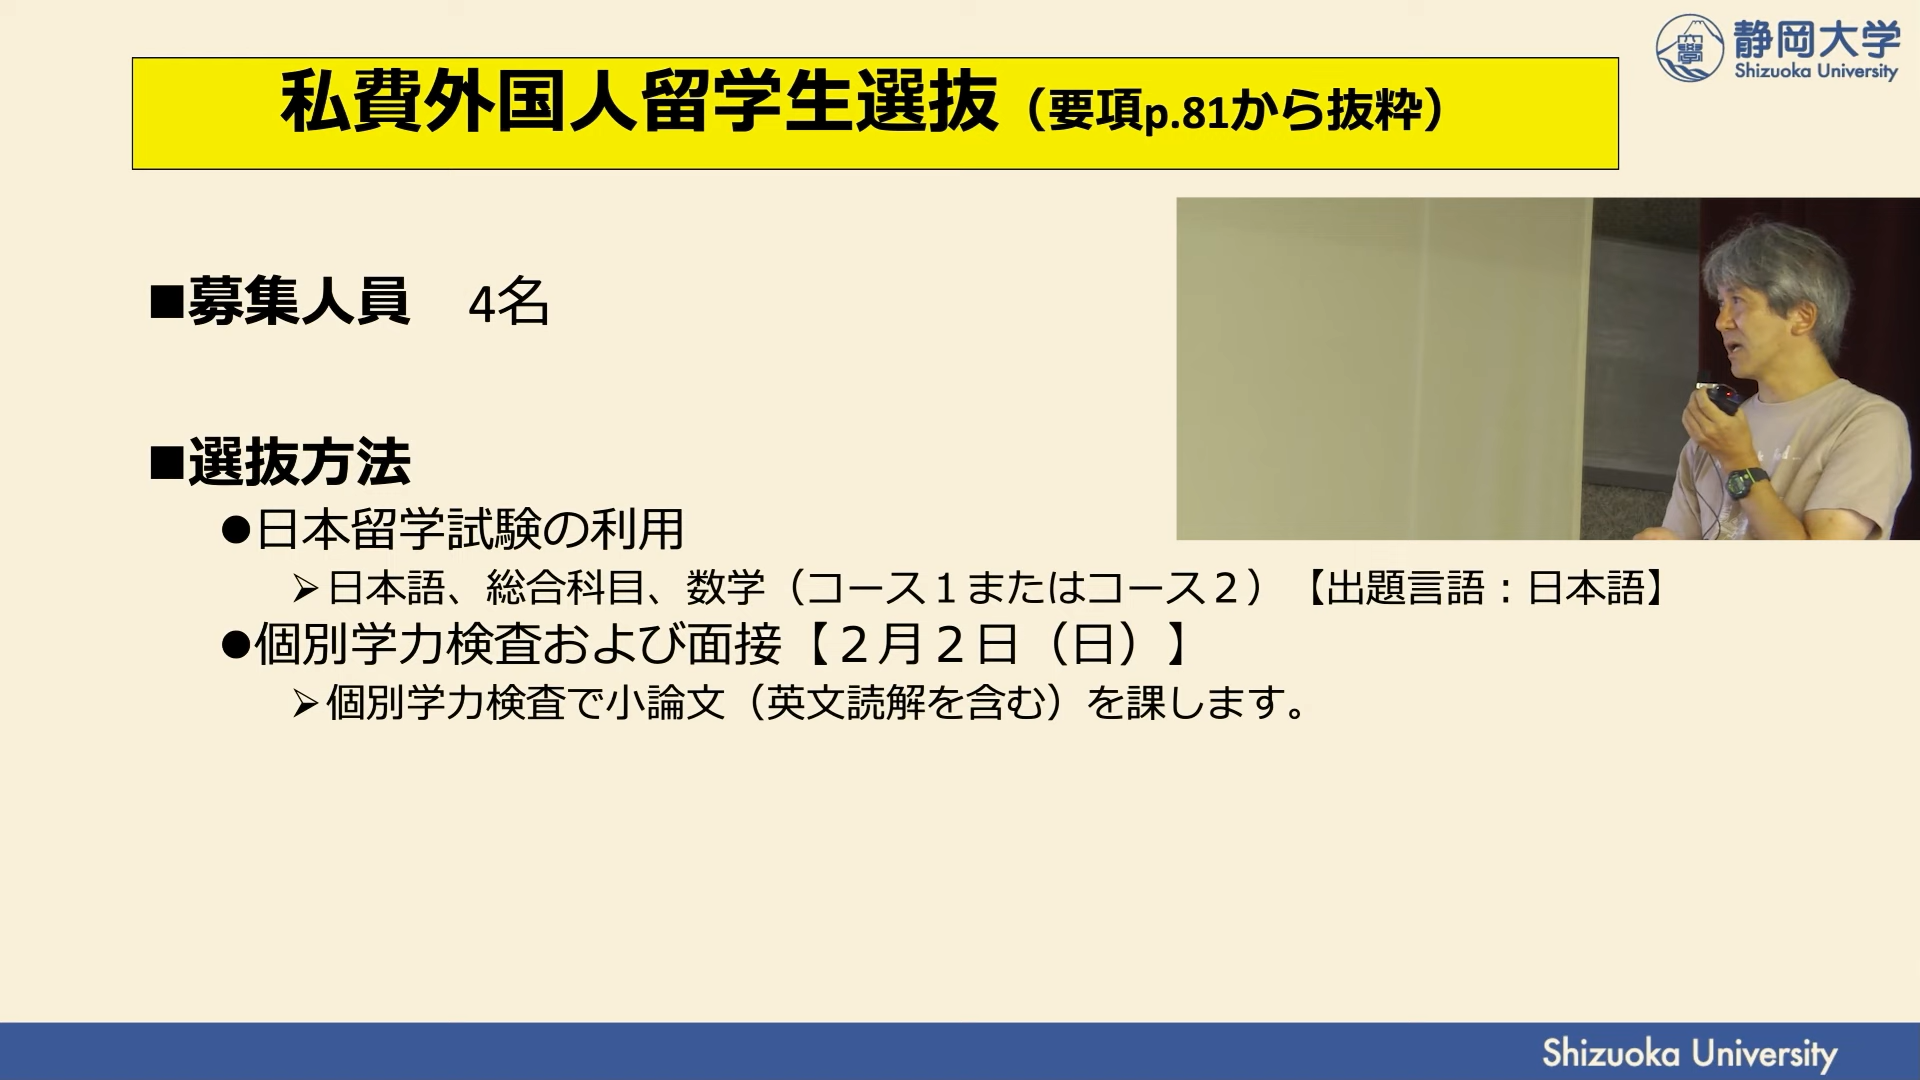 静岡大学
Shizuoka University
私費外国人留学生選抜（要項p.81から抜粋）
■募集人員　4名
■選抜方法
●日本留学試験の利用
➢日本語、総合科目、数学（コース１またはコース２）【出題言語：日本語】
●個別学力検査および面接【２月２日（日）】
➢個別学力検査で小論文（英文読解を含む）を課します。
Shizuoka University